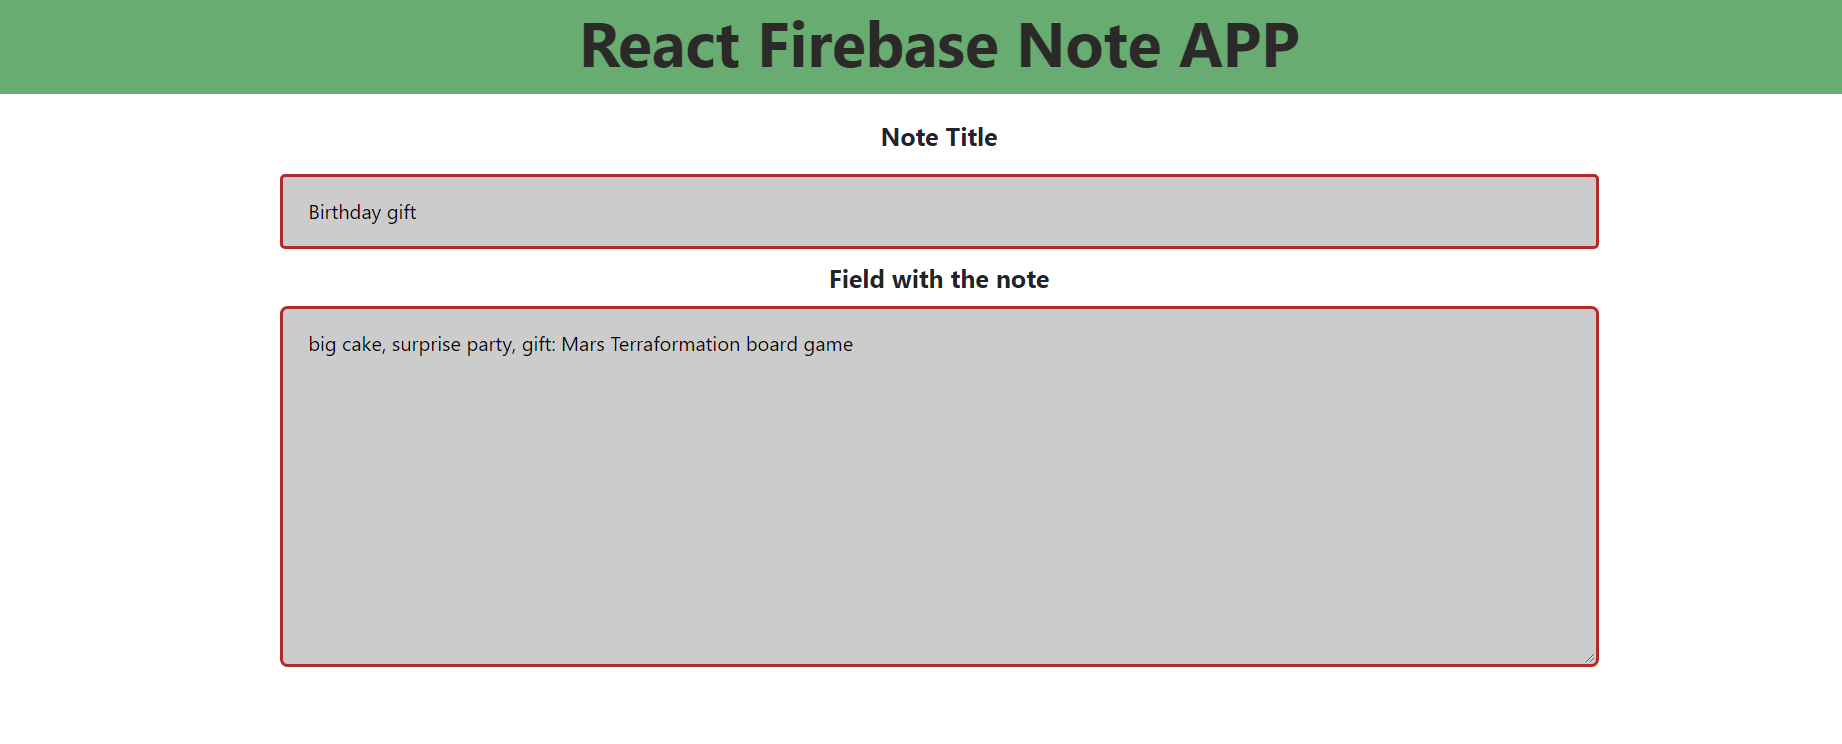 React Firebase Note APP
Note Title
Birthday gift
Field with the note
big cake, surprise party, gift: Mars Terraformation board game